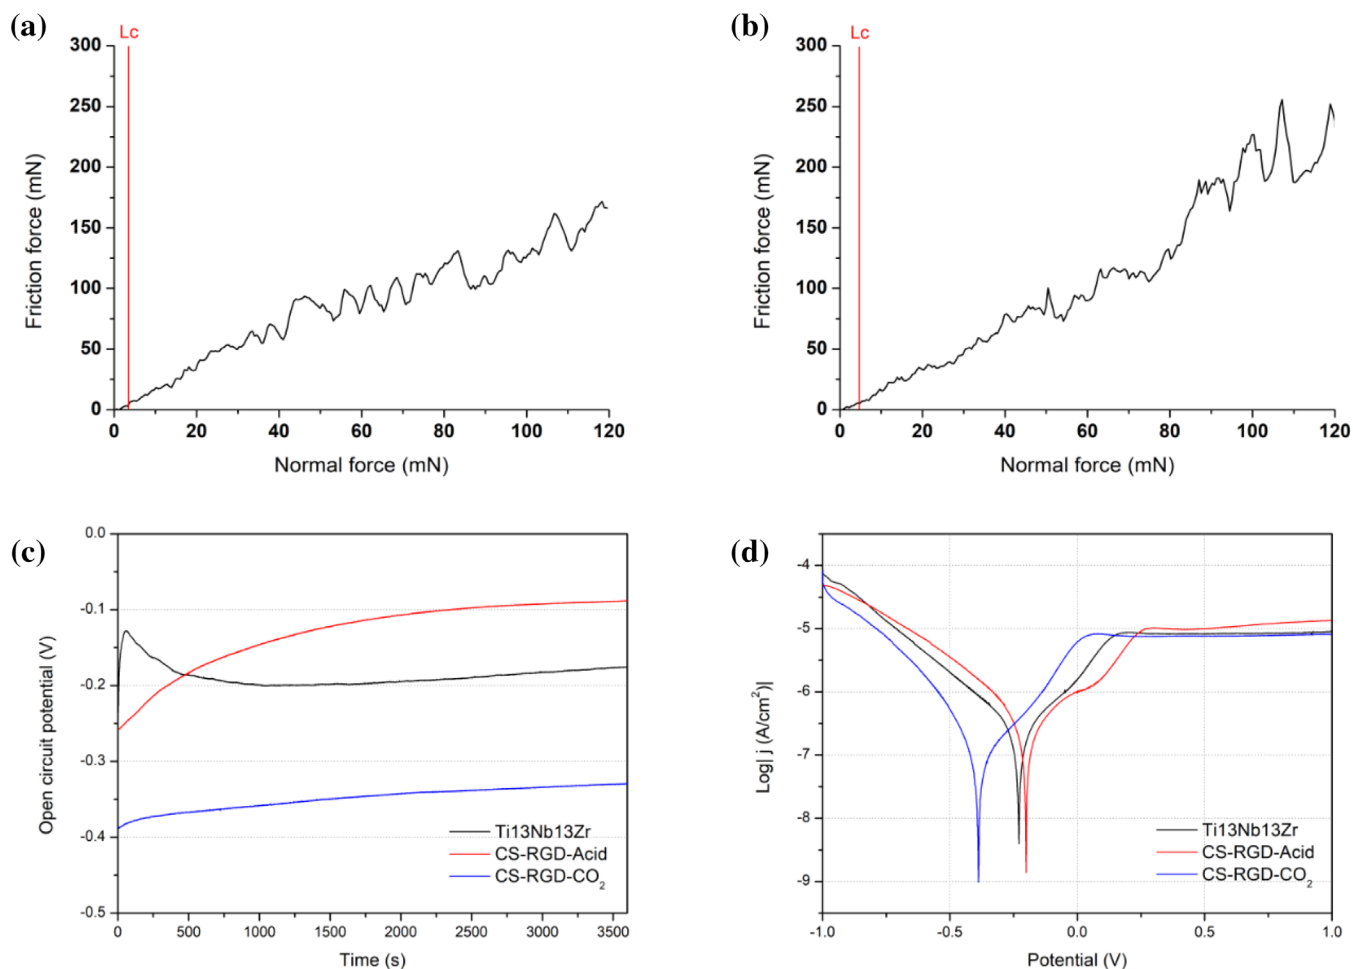 (a)
Lc
300
250
200
150
100
50
0
0 20 40 60 80 100 120
Friction force (mN)
Normal force (mN)
(b)
Lc
300
250
200
150
100
50
0
0 20 40 60 80 100 120
Friction force (mN)
Normal force (mN)
(c)
0.0
-0.1
-0.2
-0.3
-0.4
-0.5
0 500 1000 1500 2000 2500 3000 3500
Open circuit potential (V)
Time (s)
Ti13Nb13Zr
CS-RGD-Acid
CS-RGD-CO₂
(d)
-4
-5
-6
-7
-8
-9
-1.0 -0.5 0.0 0.5 1.0
Log| j (A/cm²)|
Potential (V)
Ti13Nb13Zr
CS-RGD-Acid
CS-RGD-CO₂